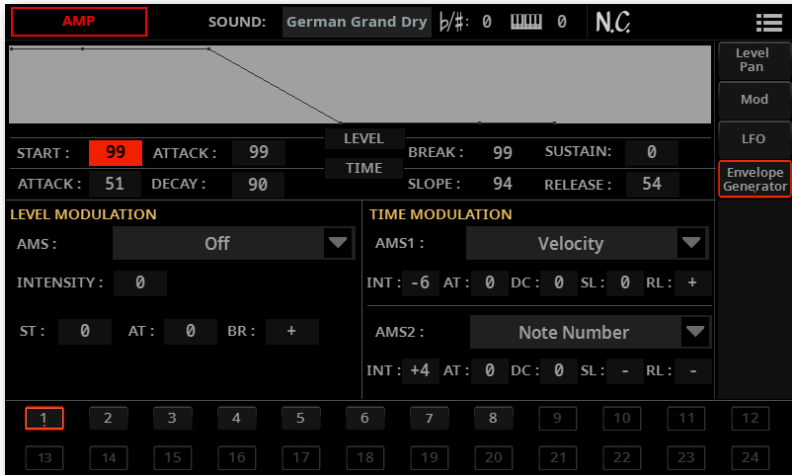 AMP SOUND: German Grand Dry ♭/#: 0 0 N.C.
Level
Pan
Mod
LFO
Envelope
Generator
LEVEL
START : 99 ATTACK : 99 BREAK : 99 SUSTAIN: 0
TIME
ATTACK : 51 DECAY : 90 SLOPE : 94 RELEASE : 54
LEVEL MODULATION
AMS : Off
INTENSITY : 0
ST : 0 AT : 0 BR : +
TIME MODULATION
AMS1 : Velocity
INT : -6 AT : 0 DC : 0 SL : 0 RL : +
AMS2 : Note Number
INT : +4 AT : 0 DC : 0 SL : - RL : -
1 2 3 4 5 6 7 8 9 10 11 12
13 14 15 16 17 18 19 20 21 22 23 24